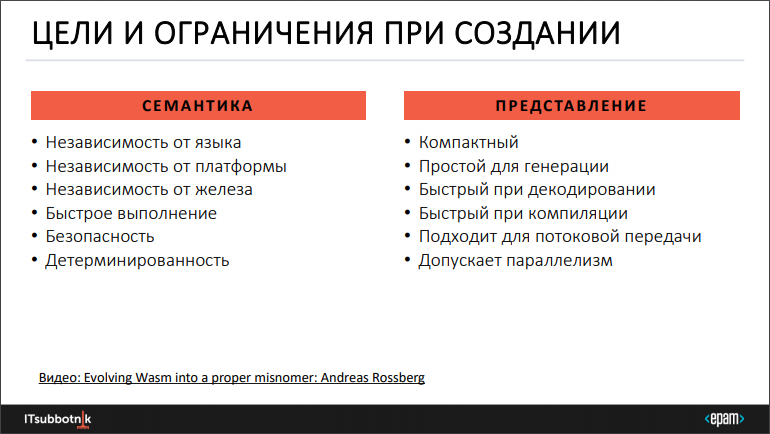 ЦЕЛИ И ОГРАНИЧЕНИЯ ПРИ СОЗДАНИИ
СЕМАНТИКА
• Независимость от языка
• Независимость от платформы
• Независимость от железа
• Быстрое выполнение
• Безопасность
• Детерминированность
ПРЕДСТАВЛЕНИЕ
• Компактный
• Простой для генерации
• Быстрый при декодировании
• Быстрый при компиляции
• Подходит для потоковой передачи
• Допускает параллелизм
Видео: Evolving Wasm into a proper misnomer: Andreas Rossberg
ITsubbotnik
<epam>